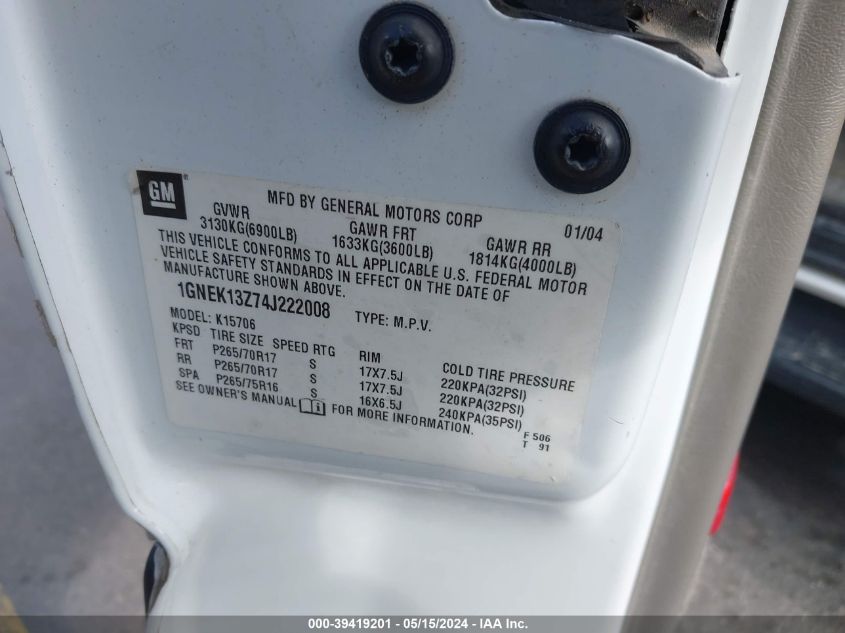 GM
MFD BY GENERAL MOTORS CORP 01/04
GVWR GAWR FRT GAWR RR
3130KG(6900LB) 1633KG(3600LB) 1814KG(4000LB)
THIS VEHICLE CONFORMS TO ALL APPLICABLE U.S. FEDERAL MOTOR
VEHICLE SAFETY STANDARDS IN EFFECT ON THE DATE OF
MANUFACTURE SHOWN ABOVE.
1GNEK13Z74J222008 TYPE: M.P.V.
MODEL: K15706
KPSD TIRE SIZE SPEED RTG RIM COLD TIRE PRESSURE
FRT P265/70R17 S 17X7.5J 220KPA(32PSI)
RR P265/70R17 S 17X7.5J 220KPA(32PSI)
SPA P265/75R16 S 16X6.5J 240KPA(35PSI)
SEE OWNER'S MANUAL FOR MORE INFORMATION.
F 506
T 91
000-39419201 - 05/15/2024 - IAA Inc.